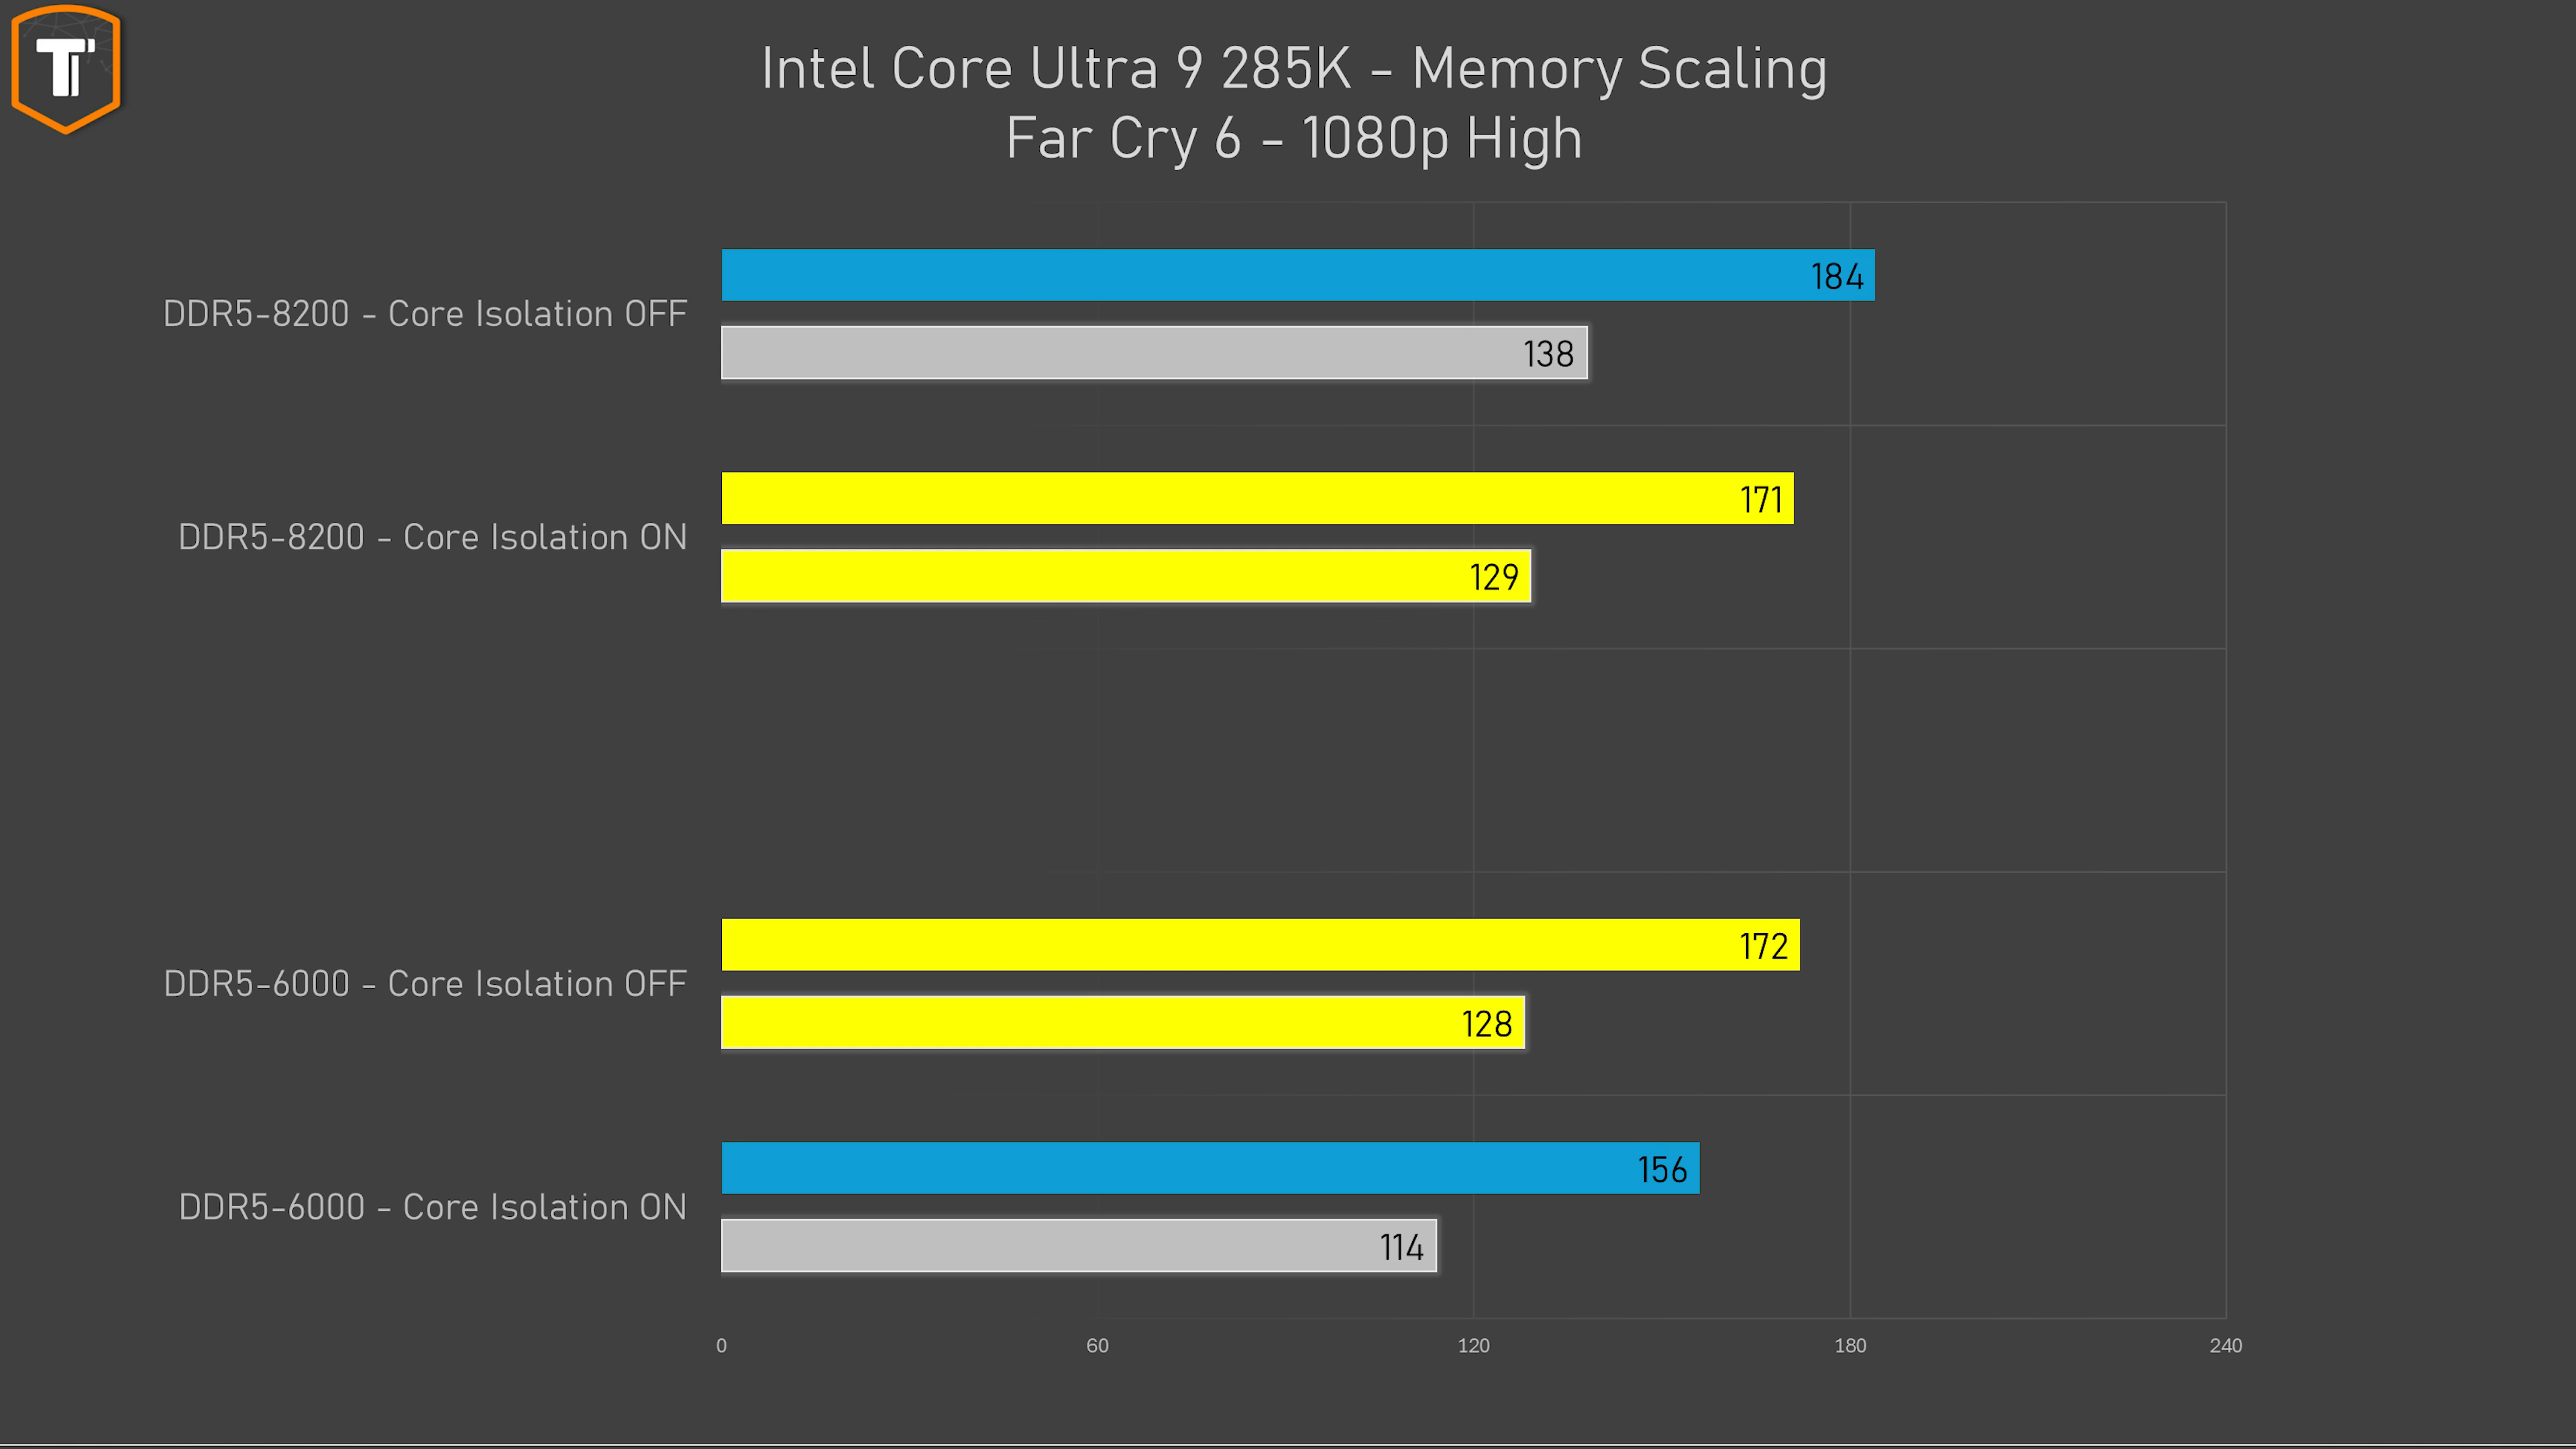 Intel Core Ultra 9 285K - Memory Scaling
Far Cry 6 - 1080p High
DDR5-8200 - Core Isolation OFF
184
138
DDR5-8200 - Core Isolation ON
171
129
DDR5-6000 - Core Isolation OFF
172
128
DDR5-6000 - Core Isolation ON
156
114
0 60 120 180 240